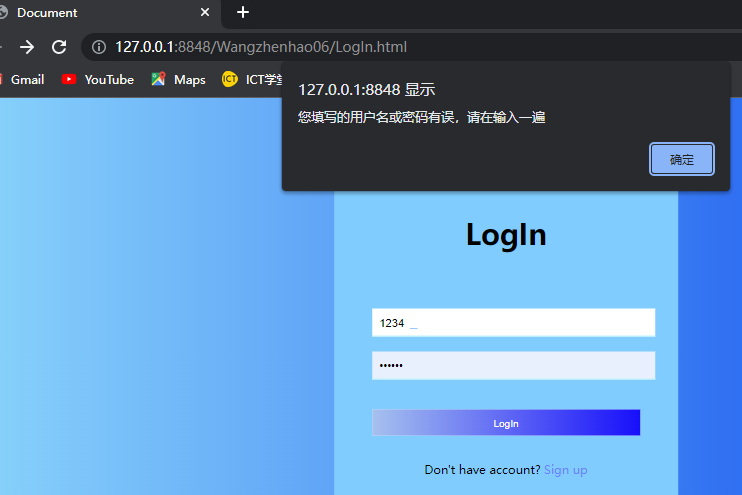 Document
127.0.0.1:8848/Wangzhenhao06/LogIn.html
Gmail YouTube Maps ICT ICT学堂
127.0.0.1:8848 显示
您填写的用户名或密码有误，请在输入一遍
确定
LogIn
1234 _
••••••
LogIn
Don't have account? Sign up